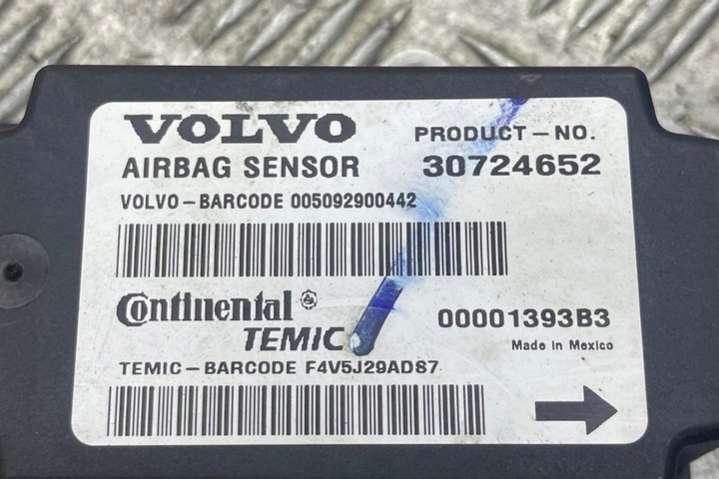 VOLVO
PRODUCT-NO.
AIRBAG SENSOR 30724652
VOLVO-BARCODE 005092900442
Continental
TEMIC
00001393B3
Made in Mexico
TEMIC-BARCODE F4V5J29AD87